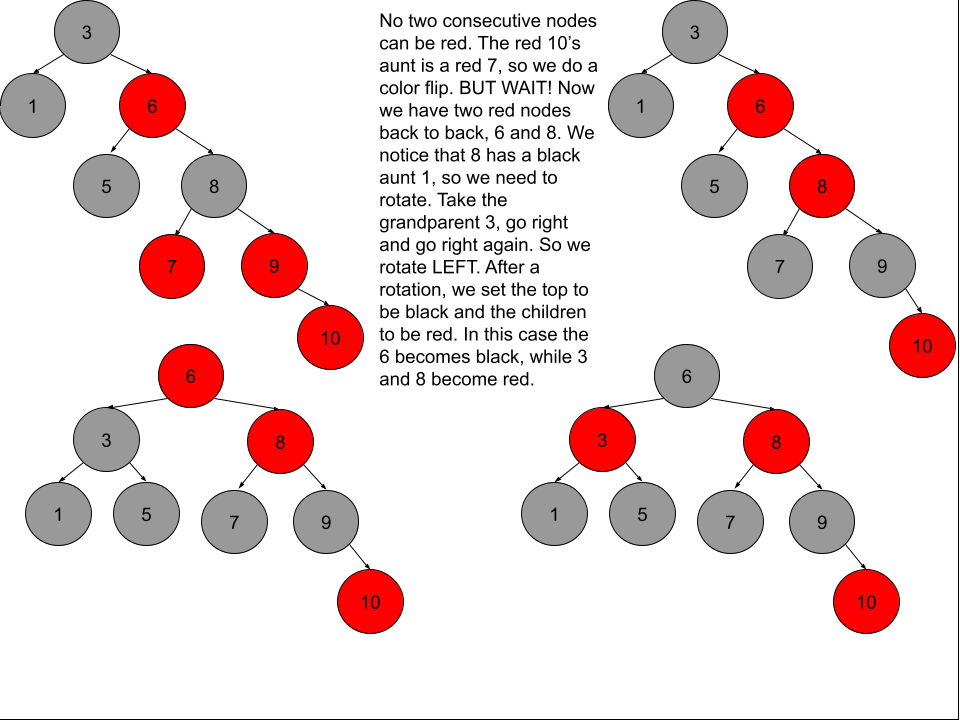 3
1
6
5
8
7
9
10
No two consecutive nodes
can be red. The red 10’s
aunt is a red 7, so we do a
color flip. BUT WAIT! Now
we have two red nodes
back to back, 6 and 8. We
notice that 8 has a black
aunt 1, so we need to
rotate. Take the
grandparent 3, go right
and go right again. So we
rotate LEFT. After a
rotation, we set the top to
be black and the children
to be red. In this case the
6 becomes black, while 3
and 8 become red.
3
1
6
5
8
7
9
10
6
3
8
1
5
7
9
10
6
3
8
1
5
7
9
10